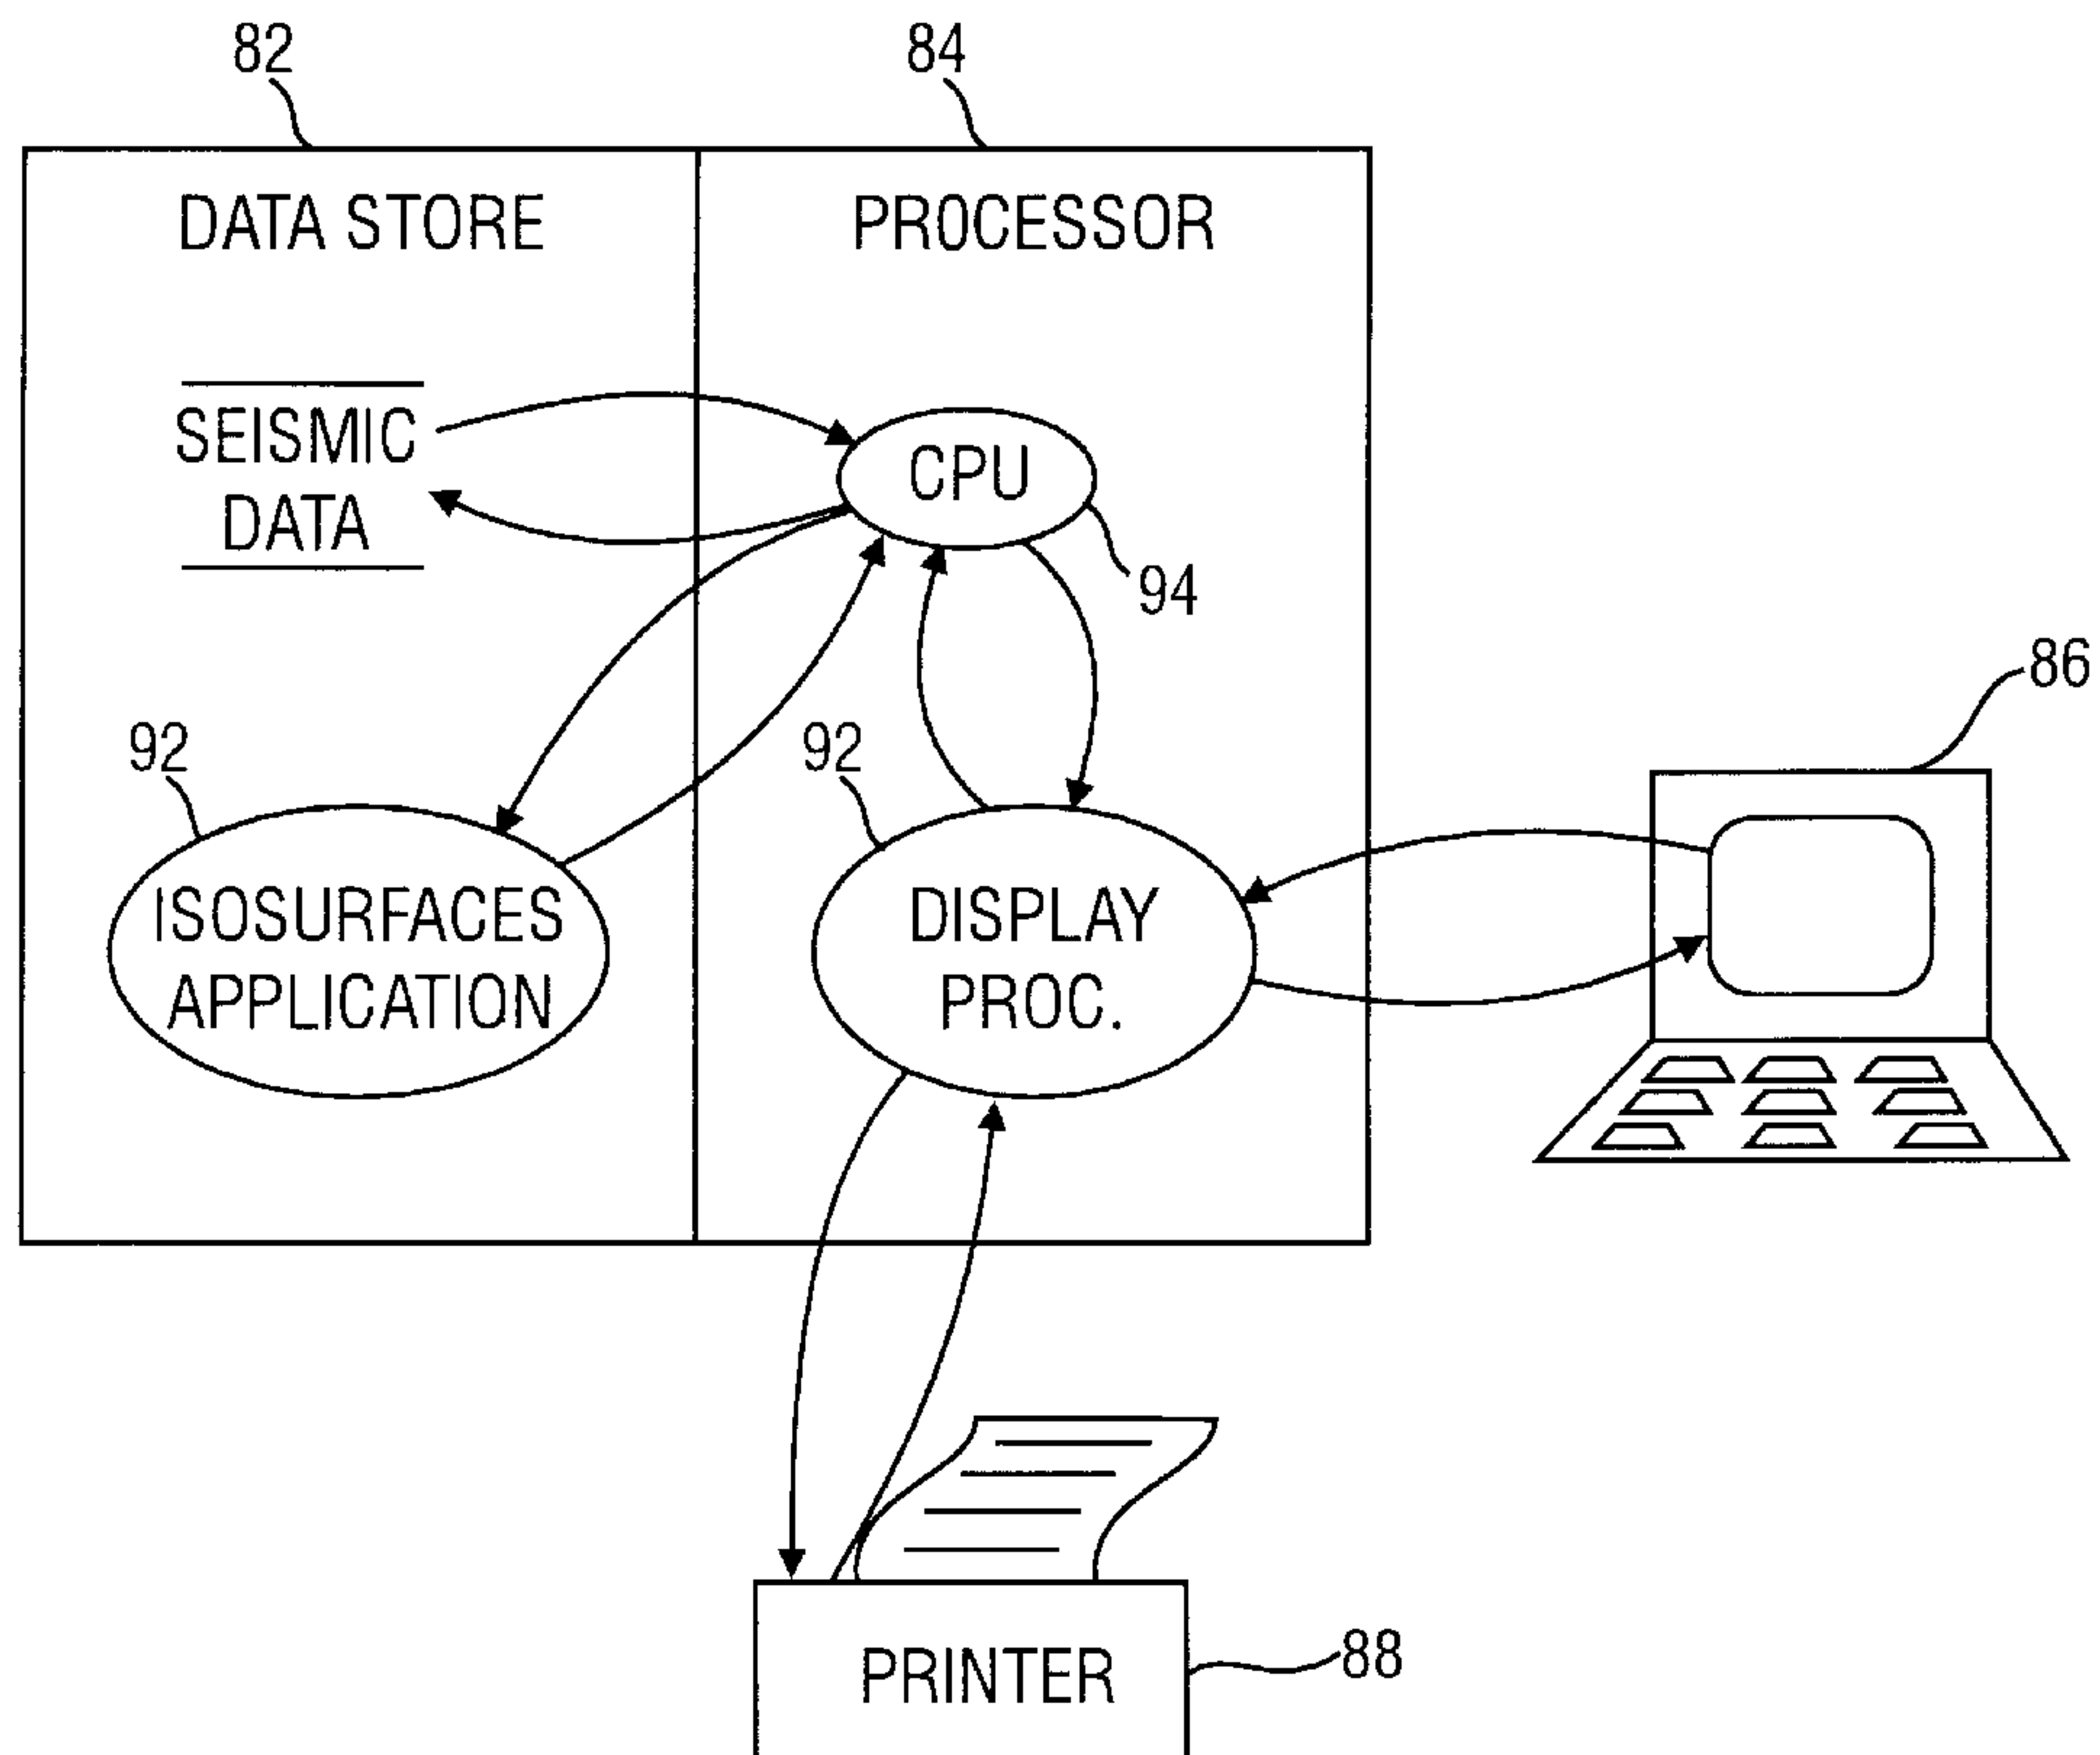 82
84
DATA STORE
PROCESSOR
SEISMIC
DATA
CPU
94
86
92
92
ISOSURFACES
APPLICATION
DISPLAY
PROC.
PRINTER
88